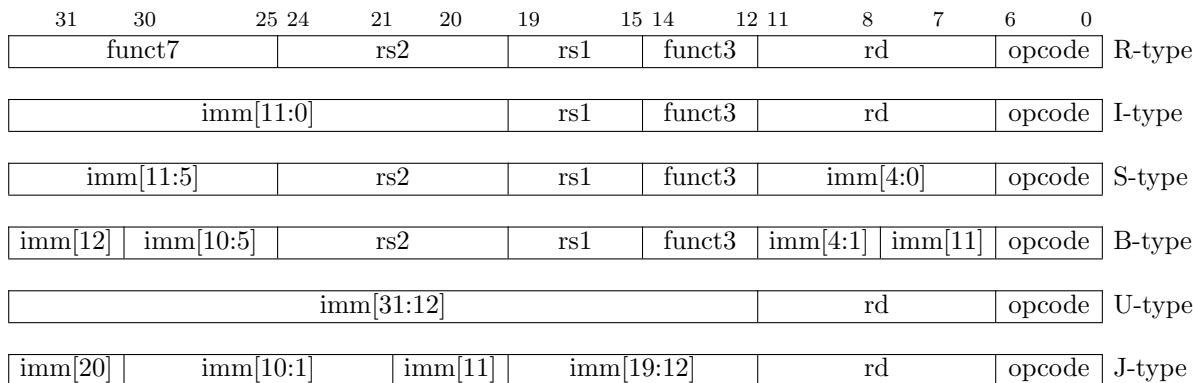 31 30 25 24 21 20 19 15 14 12 11 8 7 6 0
funct7 rs2 rs1 funct3 rd opcode R-type
imm[11:0] rs1 funct3 rd opcode I-type
imm[11:5] rs2 rs1 funct3 imm[4:0] opcode S-type
imm[12] imm[10:5] rs2 rs1 funct3 imm[4:1] imm[11] opcode B-type
imm[31:12] rd opcode U-type
imm[20] imm[10:1] imm[11] imm[19:12] rd opcode J-type